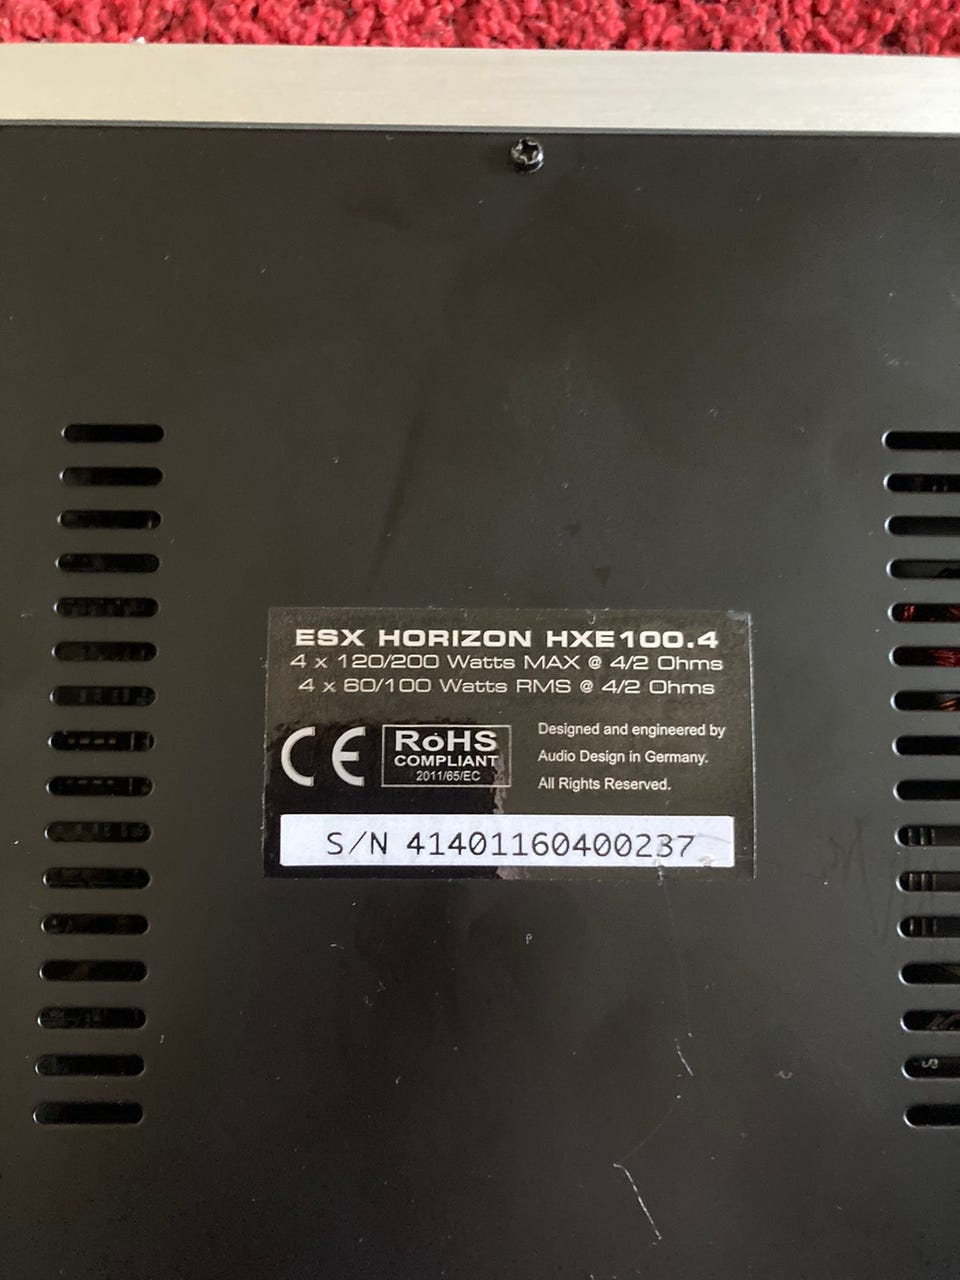 ESX HORIZON HXE100.4
4 x 120/200 Watts MAX @ 4/2 Ohms
4 x 60/100 Watts RMS @ 4/2 Ohms
CE
RoHS
COMPLIANT
2011/65/EC
Designed and engineered by
Audio Design in Germany.
All Rights Reserved.
S/N 41401160400237